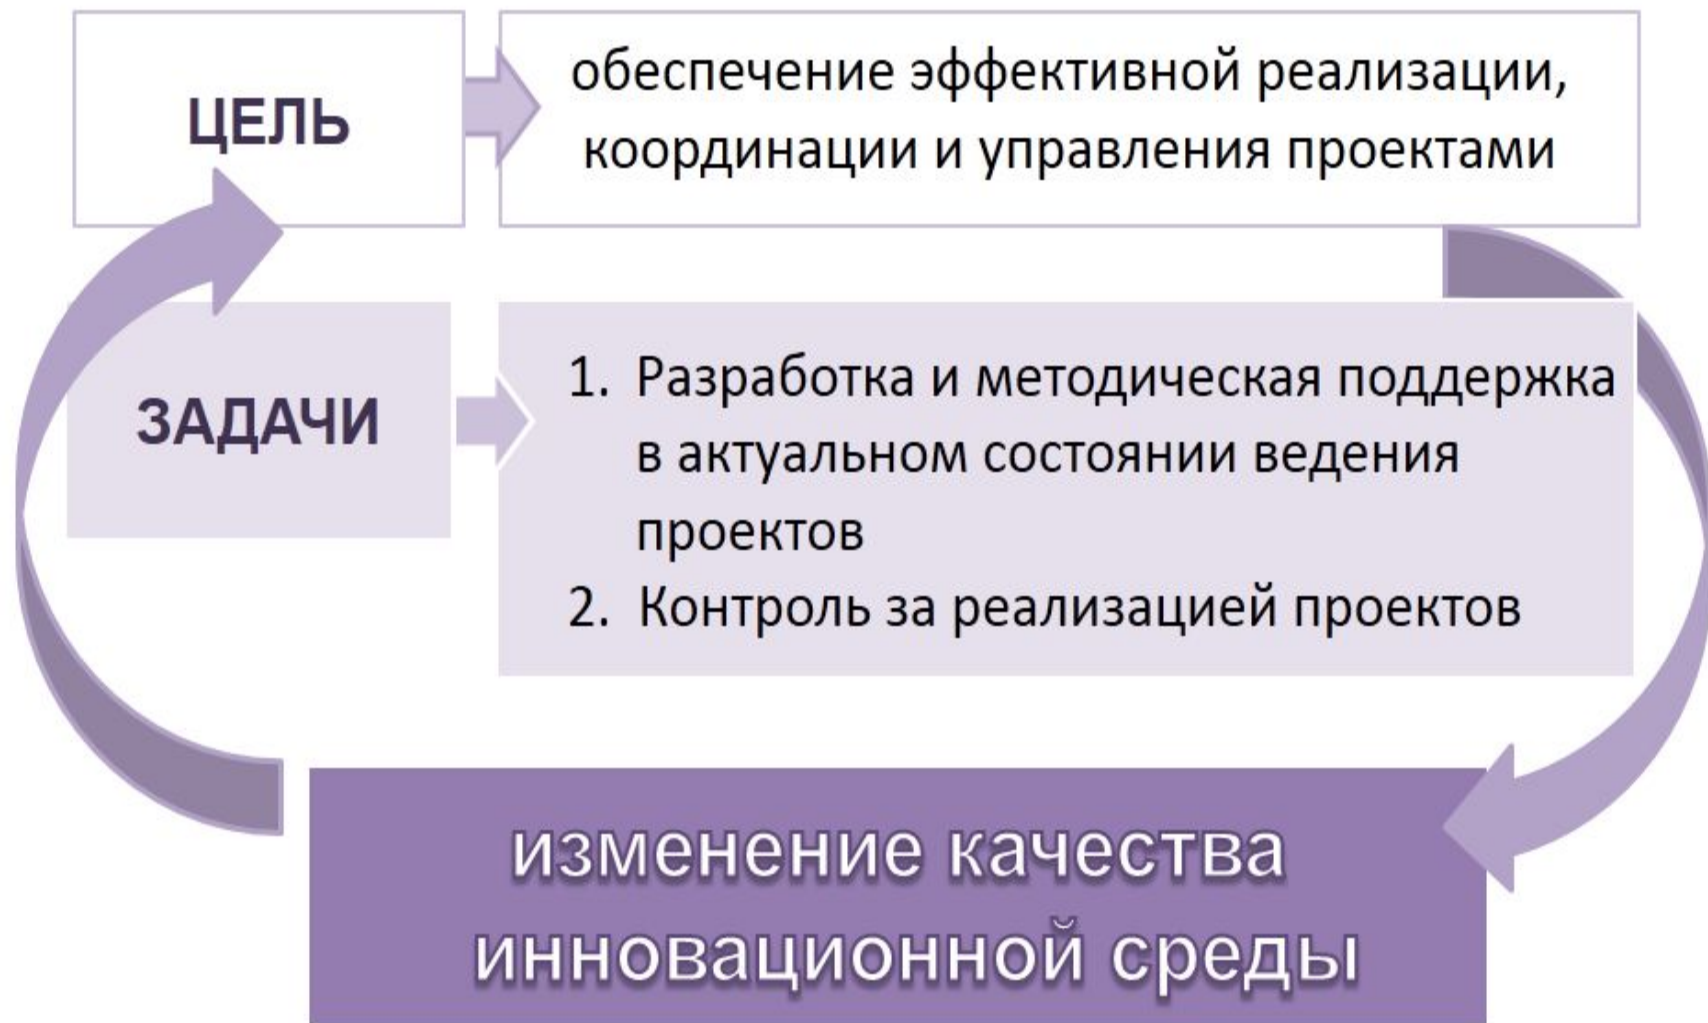 ЦЕЛЬ
обеспечение эффективной реализации,
координации и управления проектами
ЗАДАЧИ
1. Разработка и методическая поддержка
в актуальном состоянии ведения
проектов
2. Контроль за реализацией проектов
изменение качества
инновационной среды